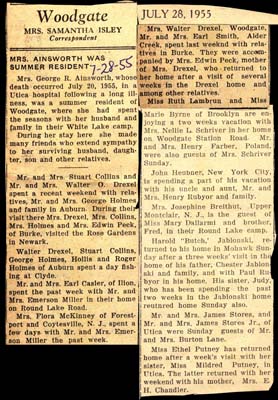 Woodgate
MRS. SAMANTHA ISLEY
Correspondent
MRS. AINSWORTH WAS
SUMMER RESIDENT 7-28-55
Mrs. George R. Ainsworth, whose
death occurred July 20, 1955, in a
Utica hospital following a long ill-
ness, was a summer resident of
Woodgate, where she had spent
the seasons with her husband and
family in their White Lake camp.
During her stay here she made
many friends who extend sympathy
to her surviving husband, daugh-
ter, son and other relatives.
Mr. and Mrs. Stuart Collins and
Mr. and Mrs. Walter O. Drexel
spent a recent weekend with rela-
tives, Mr. and Mrs. George Holmes
and family in Auburn. During their
visit there Mrs. Drexel, Mrs. Collins,
Mrs. Holmes and Mrs. Edwin Peek,
of Burke, visited the Rose Gardens
in Newark.
Walter Drexel, Stuart Collins,
George Holmes, Hollis and Roger
Holmes of Auburn spent a day fish-
ing at Clyde.
Mr. and Mrs. Earl Casler, of Ilion,
spent the past week with Mr. and
Mrs. Emerson Miller in their home
on Round Lake Road.
Mrs. Flora McKinney of Forest-
port and Coytesville, N. J., spent a
few days with Mr. and Mrs. Emer-
son Miller the past week.
JULY 28, 1955
Mrs. Walter Drexel, Woodgate,
Mr. and Mrs. Earl Smith, Alder
Creek, spent last weekend with rela-
tives in Burke. They were accom-
panied by Mrs. Edwin Peck, mother
of Mrs. Drexel, who returned to
her home after a visit of several
weeks in the Drexel home and
among other relatives.
Miss Ruth Lambrun and Miss
Marie Byrne of Brooklyn are en-
joying a two weeks vacation with
Mrs. Nellie L. Schriver in her home
on Woodgate Station Road. Mr.
and Mrs. Henry Farber, Poland,
were also guests of Mrs. Schriver
Sunday.
John Heubner, New York City,
is spending a part of his vacation
with his uncle and aunt, Mr. and
Mrs. Henry Rubyor and family.
Mrs. Josephine Breithut, Upper
Montclair, N. J., is the guest of
Miss Mary Dallarmi and brother,
Fred, in their Round Lake camp.
Harold "Butch," Jablonski, re-
turned to his home in Mohawk Sun-
day after a three weeks' visit in the
home of his father, Chester Jablon-
ski and family, and with Paul Ru-
byor in his home. His sister, Judy,
who has been spending the past
two weeks in the Jablonski home
reutrned home Sunday also.
Mr. and Mrs. James Stores, and
Mr. and Mrs. James Stores Jr., of
Utica were Sunday guests of Mr.
and Mrs. Burton Lane.
Miss Ethel Putney has returned
home after a week's visit with her
sister, Miss Mildred Putney, in
Utica. The latter returned with her
weekend with his mother, Mrs. E
H. Chandler.